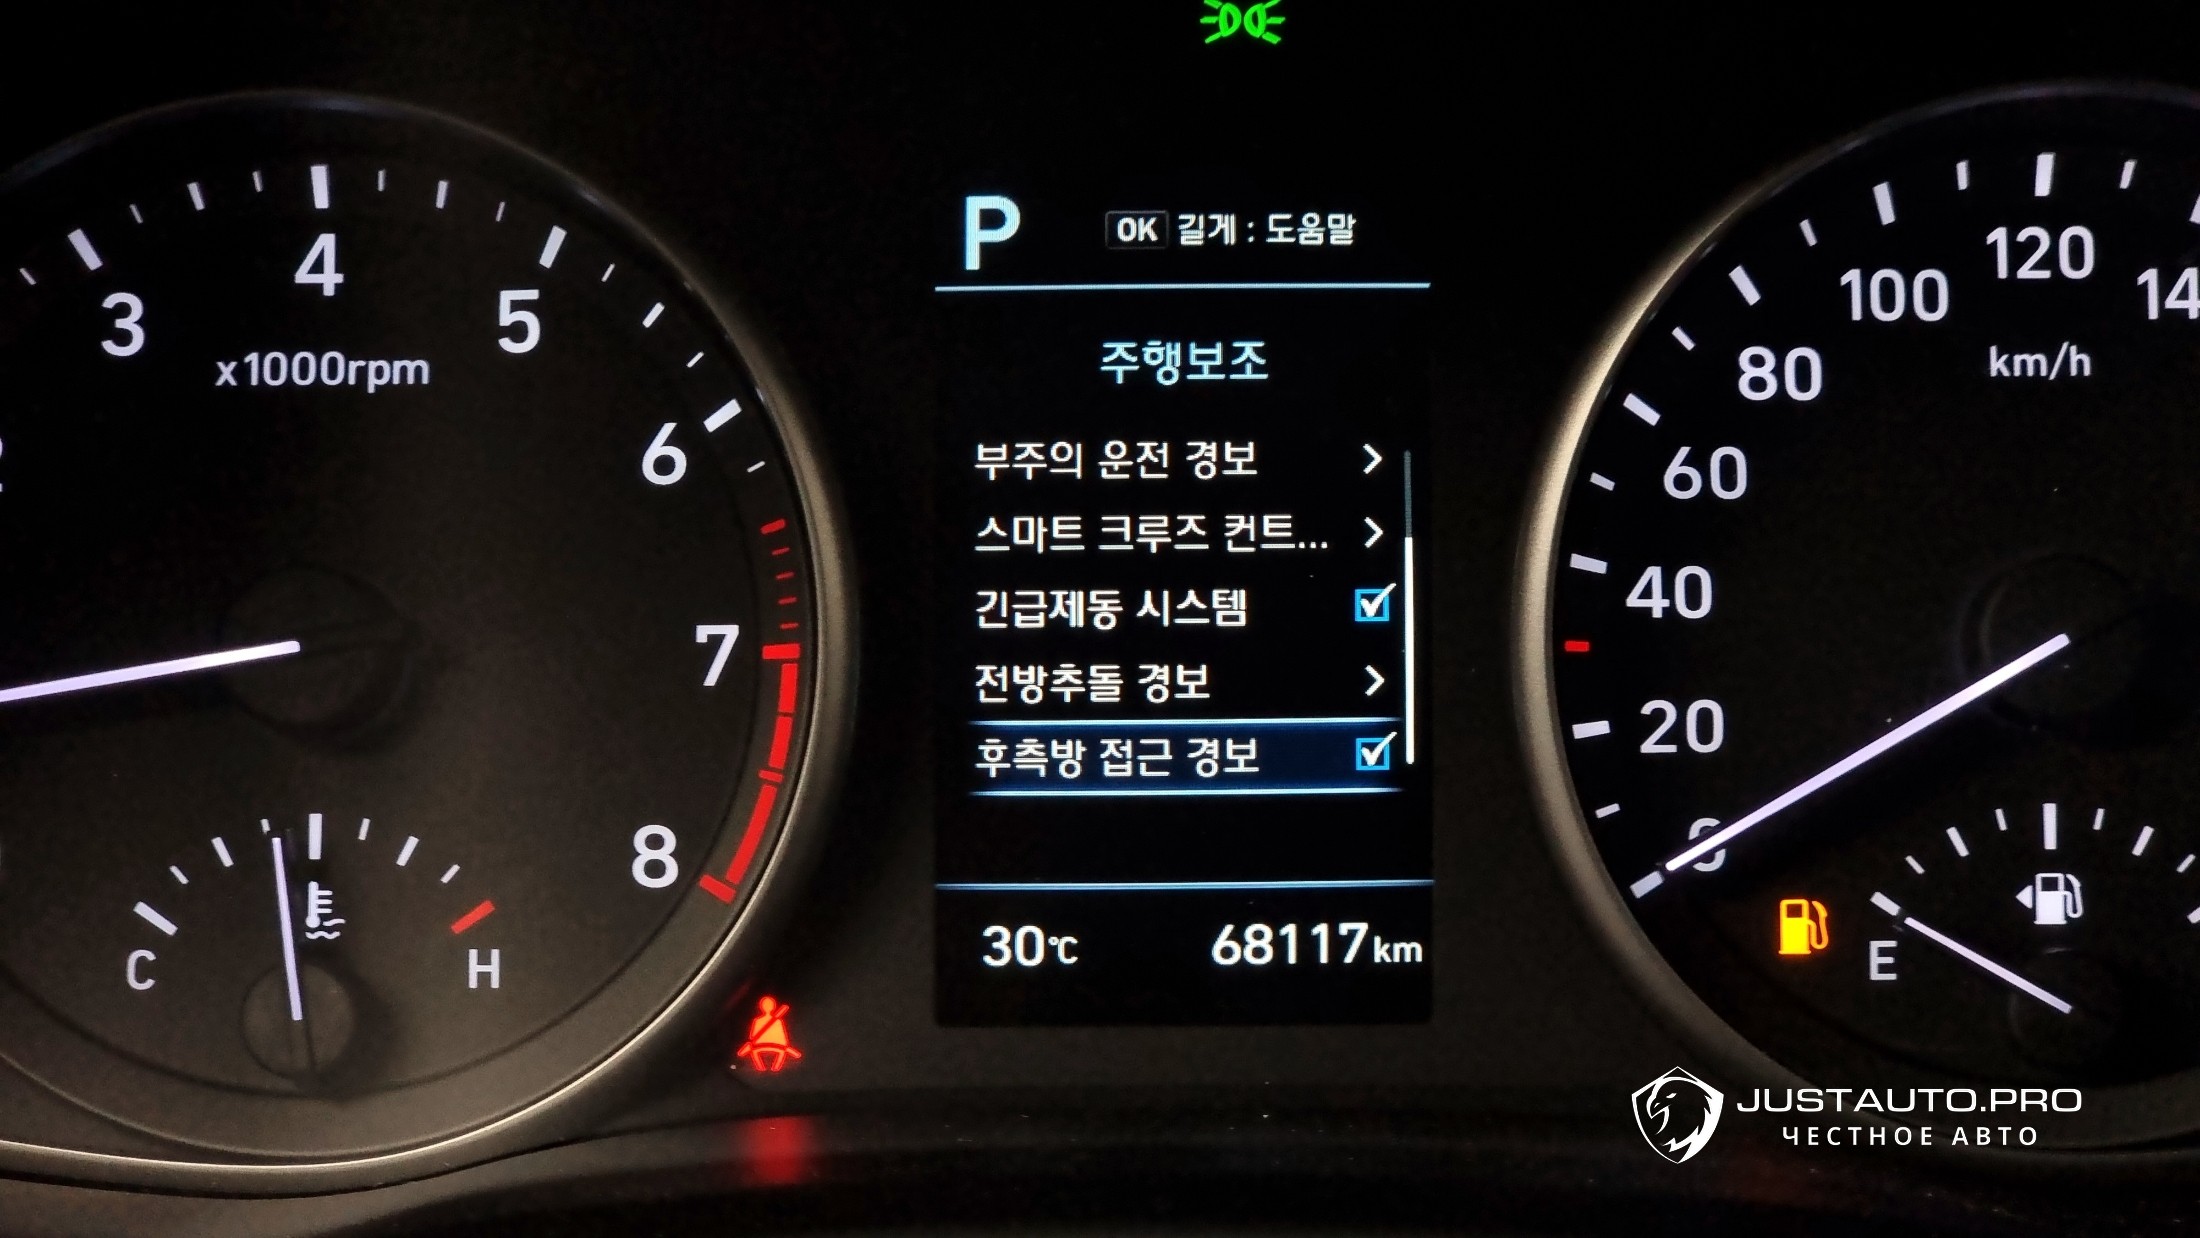 P
OK 길게 : 도움말
주행보조
부주의 운전 경보
스마트 크루즈 컨트...
긴급제동 시스템
전방추돌 경보
후측방 접근 경보
30℃ 68117km
3
4
5
6
7
8
x1000rpm
C
H
0
20
40
60
80
100
120
km/h
E
JUSTAUTO.PRO
ЧЕСТНОЕ АВТО